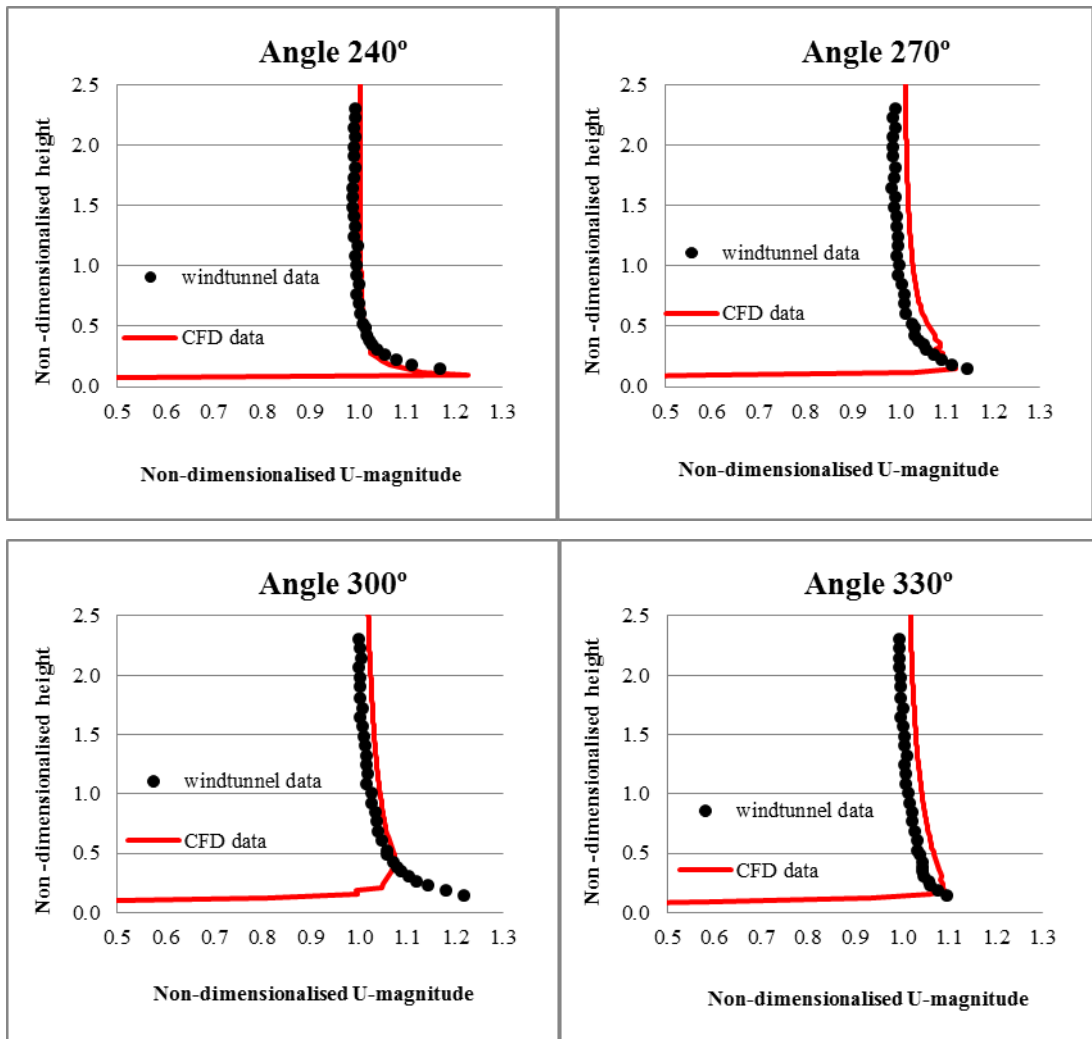 Angle 240º
Non -dimensionalised height
2.5
2.0
1.5
1.0
0.5
0.0
windtunnel data
CFD data
0.5 0.6 0.7 0.8 0.9 1.0 1.1 1.2 1.3
Non-dimensionalised U-magnitude
Angle 270º
Non -dimensionalised height
2.5
2.0
1.5
1.0
0.5
0.0
windtunnel data
CFD data
0.5 0.6 0.7 0.8 0.9 1.0 1.1 1.2 1.3
Non-dimensionalised U-magnitude
Angle 300º
Non -dimensionalised height
2.5
2.0
1.5
1.0
0.5
0.0
windtunnel data
CFD data
0.5 0.6 0.7 0.8 0.9 1.0 1.1 1.2 1.3
Non-dimensionalised U-magnitude
Angle 330º
Non -dimensionalised height
2.5
2.0
1.5
1.0
0.5
0.0
windtunnel data
CFD data
0.5 0.6 0.7 0.8 0.9 1.0 1.1 1.2 1.3
Non-dimensionalised U-magnitude